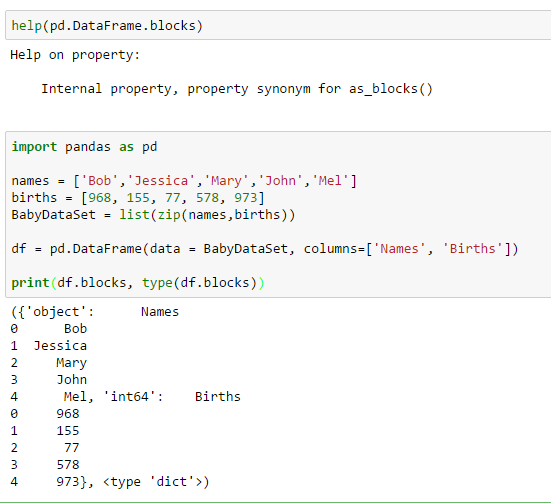 help(pd.DataFrame.blocks)
Help on property:
    Internal property, property synonym for as_blocks()
import pandas as pd
names = ['Bob','Jessica','Mary','John','Mel']
births = [968, 155, 77, 578, 973]
BabyDataSet = list(zip(names,births))
df = pd.DataFrame(data = BabyDataSet, columns=['Names', 'Births'])
print(df.blocks, type(df.blocks))
({'object':      Names
0      Bob
1  Jessica
2     Mary
3     John
4      Mel, 'int64':    Births
0     968
1     155
2      77
3     578
4     973}, <type 'dict'>)